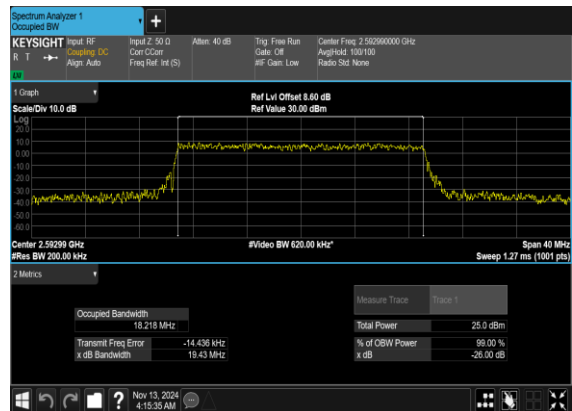 Spectrum Analyzer 1
Occupied BW
KEYSIGHT Input: RF Input Z: 50 Ω Atten: 40 dB Trig: Free Run Center Freq: 2.592990000 GHz
R T Coupling: DC Corr CCorr Gate: Off Avg|Hold: 100/100
Align: Auto Freq Ref: Int (S) #IF Gain: Low Radio Std: None
1 Graph
Ref Lvl Offset 8.60 dB
Scale/Div 10.0 dB Ref Value 30.00 dBm
Log
20.0
10.0
0.00
-10.0
-20.0
-30.0
-40.0
-50.0
-60.0
Center 2.59299 GHz #Video BW 620.00 kHz* Span 40 MHz
#Res BW 200.00 kHz Sweep 1.27 ms (1001 pts)
2 Metrics
Measure Trace Trace 1
Occupied Bandwidth
18.218 MHz Total Power 25.0 dBm
Transmit Freq Error -14.436 kHz % of OBW Power 99.00 %
x dB Bandwidth 19.43 MHz x dB -26.00 dB
Nov 13, 2024
4:15:35 AM